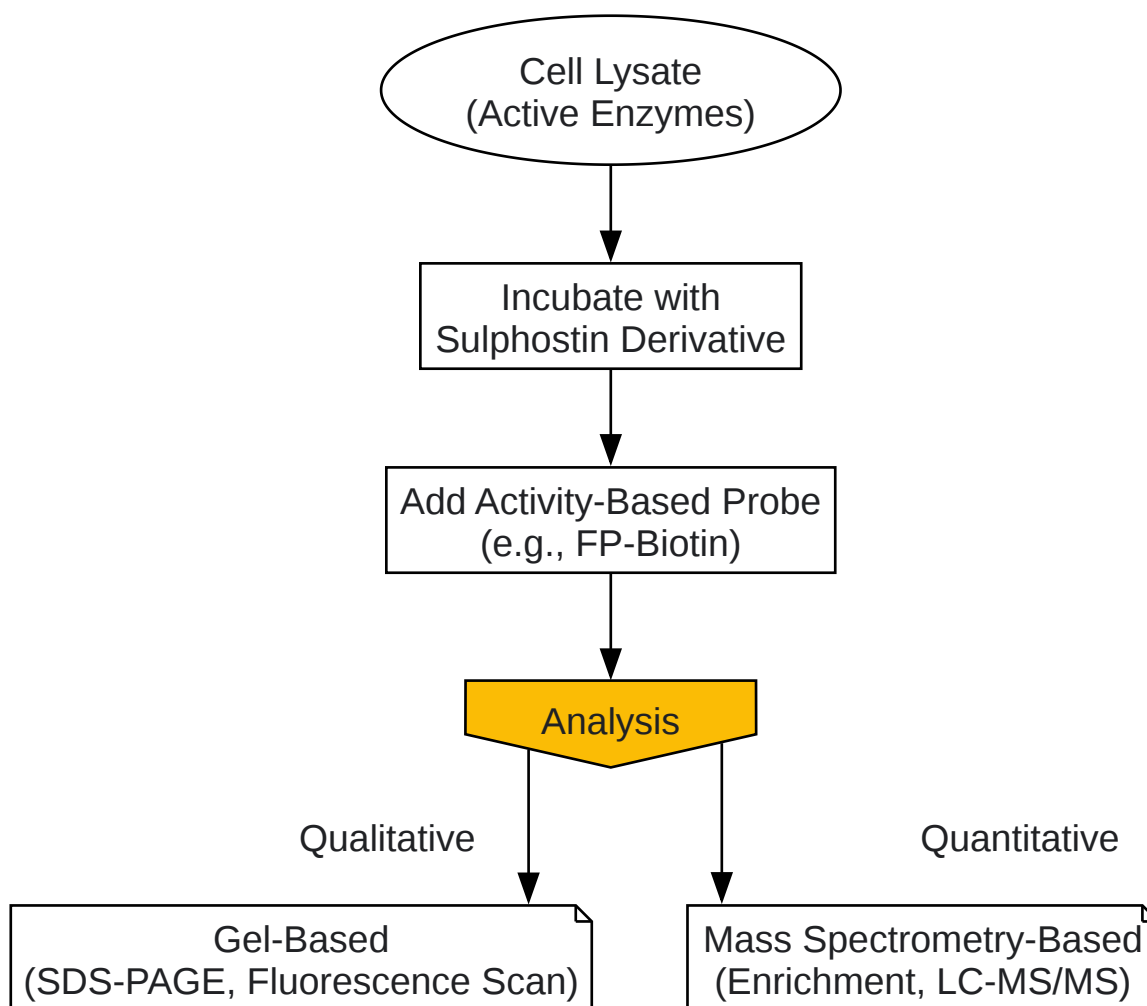 Cell Lysate
(Active Enzymes)
Incubate with
Sulphostin Derivative
Add Activity-Based Probe
(e.g., FP-Biotin)
Analysis
Qualitative
Quantitative
Gel-Based
(SDS-PAGE, Fluorescence Scan)
Mass Spectrometry-Based
(Enrichment, LC-MS/MS)